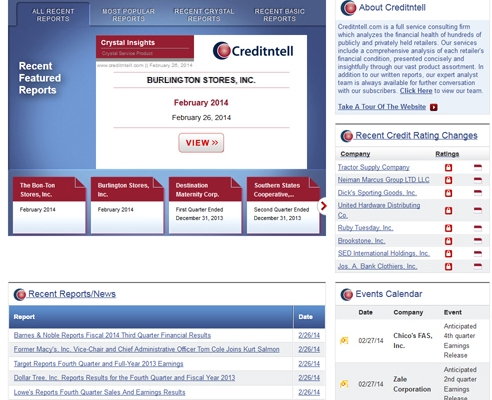 ALL RECENT
REPORTS
MOST POPULAR
REPORTS
RECENT CRYSTAL
REPORTS
RECENT BASIC
REPORTS
Recent
Featured
Reports
Crystal Insights
Crystal Service Product
Creditntell
www.creditntell.com || February 26, 2014
BURLINGTON STORES, INC.
February 2014
February 26, 2014
VIEW »
The Bon-Ton
Stores, Inc.
February 2014
Burlington Stores,
Inc.
February 2014
Destination
Maternity Corp.
First Quarter Ended
December 31, 2013
Southern States
Cooperative,...
Second Quarter Ended
December 31, 2013
About Creditntell
Creditntell.com is a full service consulting firm
which analyzes the financial health of hundreds of
publicly and privately held retailers. Our services
include a comprehensive analysis of each retailer's
financial condition, presented concisely and
insightfully through our vast product assortment. In
addition to our written reports, our expert analyst
team is always available for further conversation
with our subscribers. Click Here to view our team.
Take A Tour Of The Website
Recent Credit Rating Changes
Company Ratings
Tractor Supply Company
Neiman Marcus Group LTD LLC
Dick's Sporting Goods, Inc.
United Hardware Distributing
Co.
Ruby Tuesday, Inc.
Brookstone, Inc.
SED International Holdings, Inc.
Jos. A. Bank Clothiers, Inc.
Recent Reports/News
Report Date
Barnes & Noble Reports Fiscal 2014 Third Quarter Financial Results 2/26/14
Former Macy's, Inc. Vice-Chair and Chief Administrative Officer Tom Cole Joins Kurt Salmon 2/26/14
Target Reports Fourth Quarter and Full-Year 2013 Earnings 2/26/14
Dollar Tree, Inc. Reports Results for the Fourth Quarter and Fiscal Year 2013 2/26/14
Lowe's Reports Fourth Quarter Sales And Earnings Results 2/26/14
Events Calendar
Date Company Event
02/27/14
Chico's FAS,
Inc.
Anticipated
4th quarter
Earnings
Release
02/27/14
Zale
Corporation
Anticipated
2nd quarter
Earnings
Release